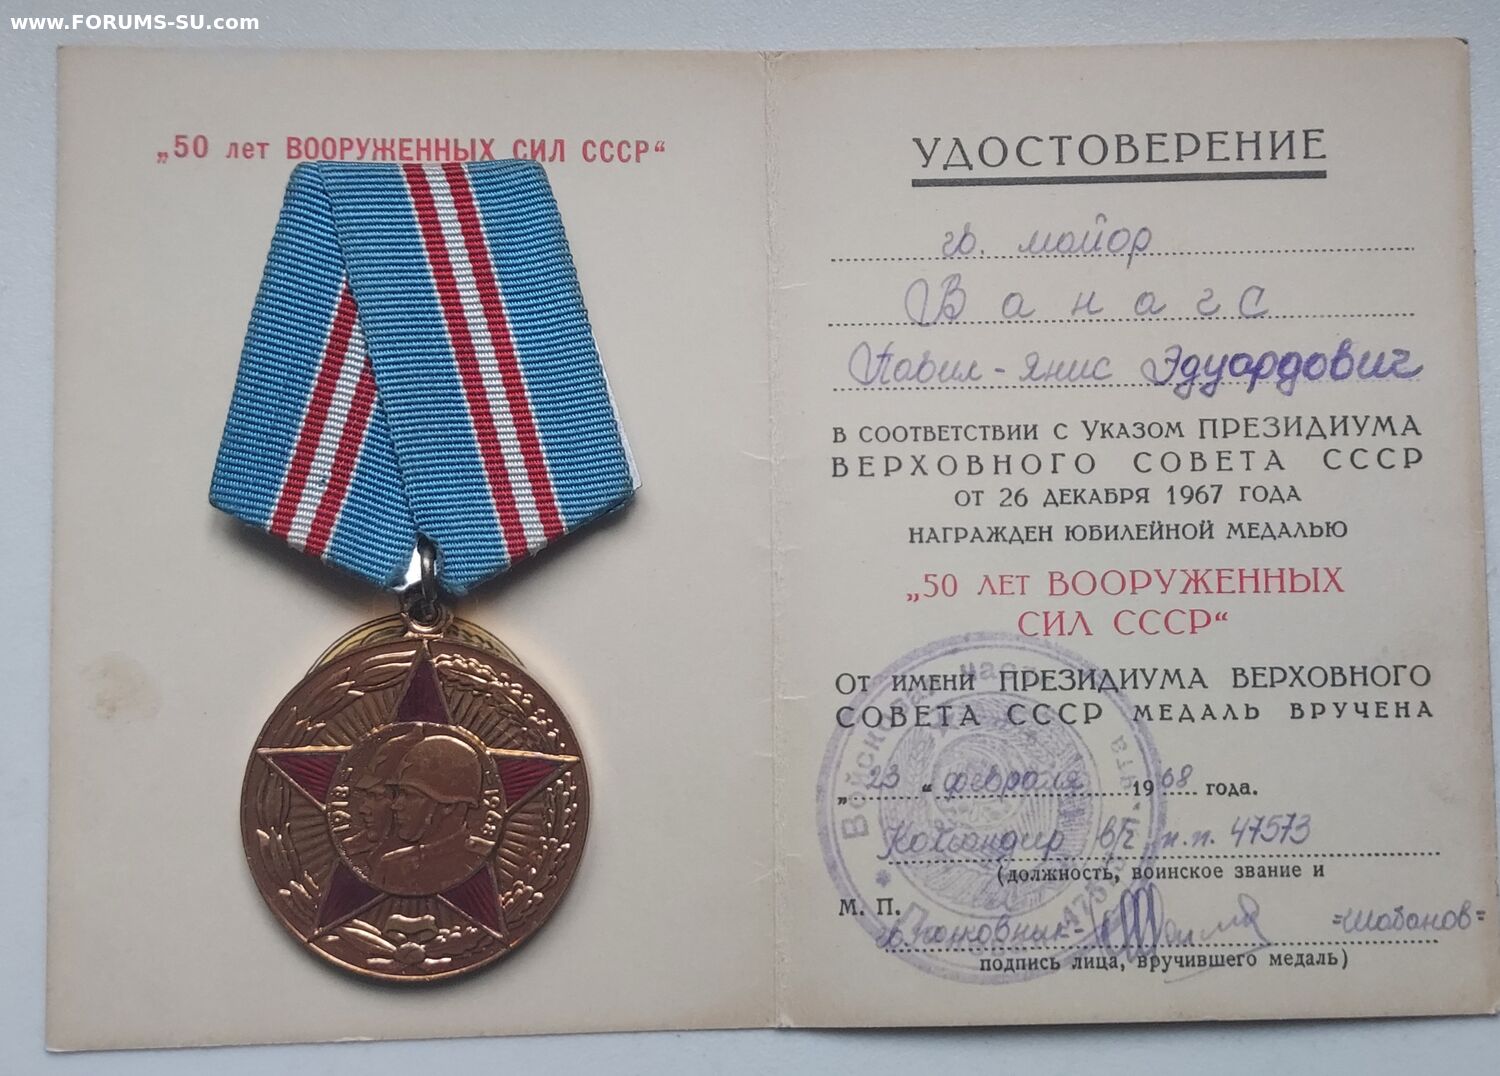 www.FORUMS-SU.com
„50 лет ВООРУЖЕННЫХ СИЛ СССР“
1918
1968
УДОСТОВЕРЕНИЕ
гв. майор
Ванагс
Павил-Янис Эдуардович
В СООТВЕТСТВИИ С УКАЗОМ ПРЕЗИДИУМА
ВЕРХОВНОГО СОВЕТА СССР
ОТ 26 ДЕКАБРЯ 1967 ГОДА
НАГРАЖДЕН ЮБИЛЕЙНОЙ МЕДАЛЬЮ
„50 ЛЕТ ВООРУЖЕННЫХ
СИЛ СССР“
ОТ ИМЕНИ ПРЕЗИДИУМА ВЕРХОВНОГО
СОВЕТА СССР МЕДАЛЬ ВРУЧЕНА
„23“ февраля 1968 года.
Командир в/ч п.п. 47573
(должность, воинское звание и
М. П.
гв. полковник- =Шабанов=
подпись лица, вручившего медаль)